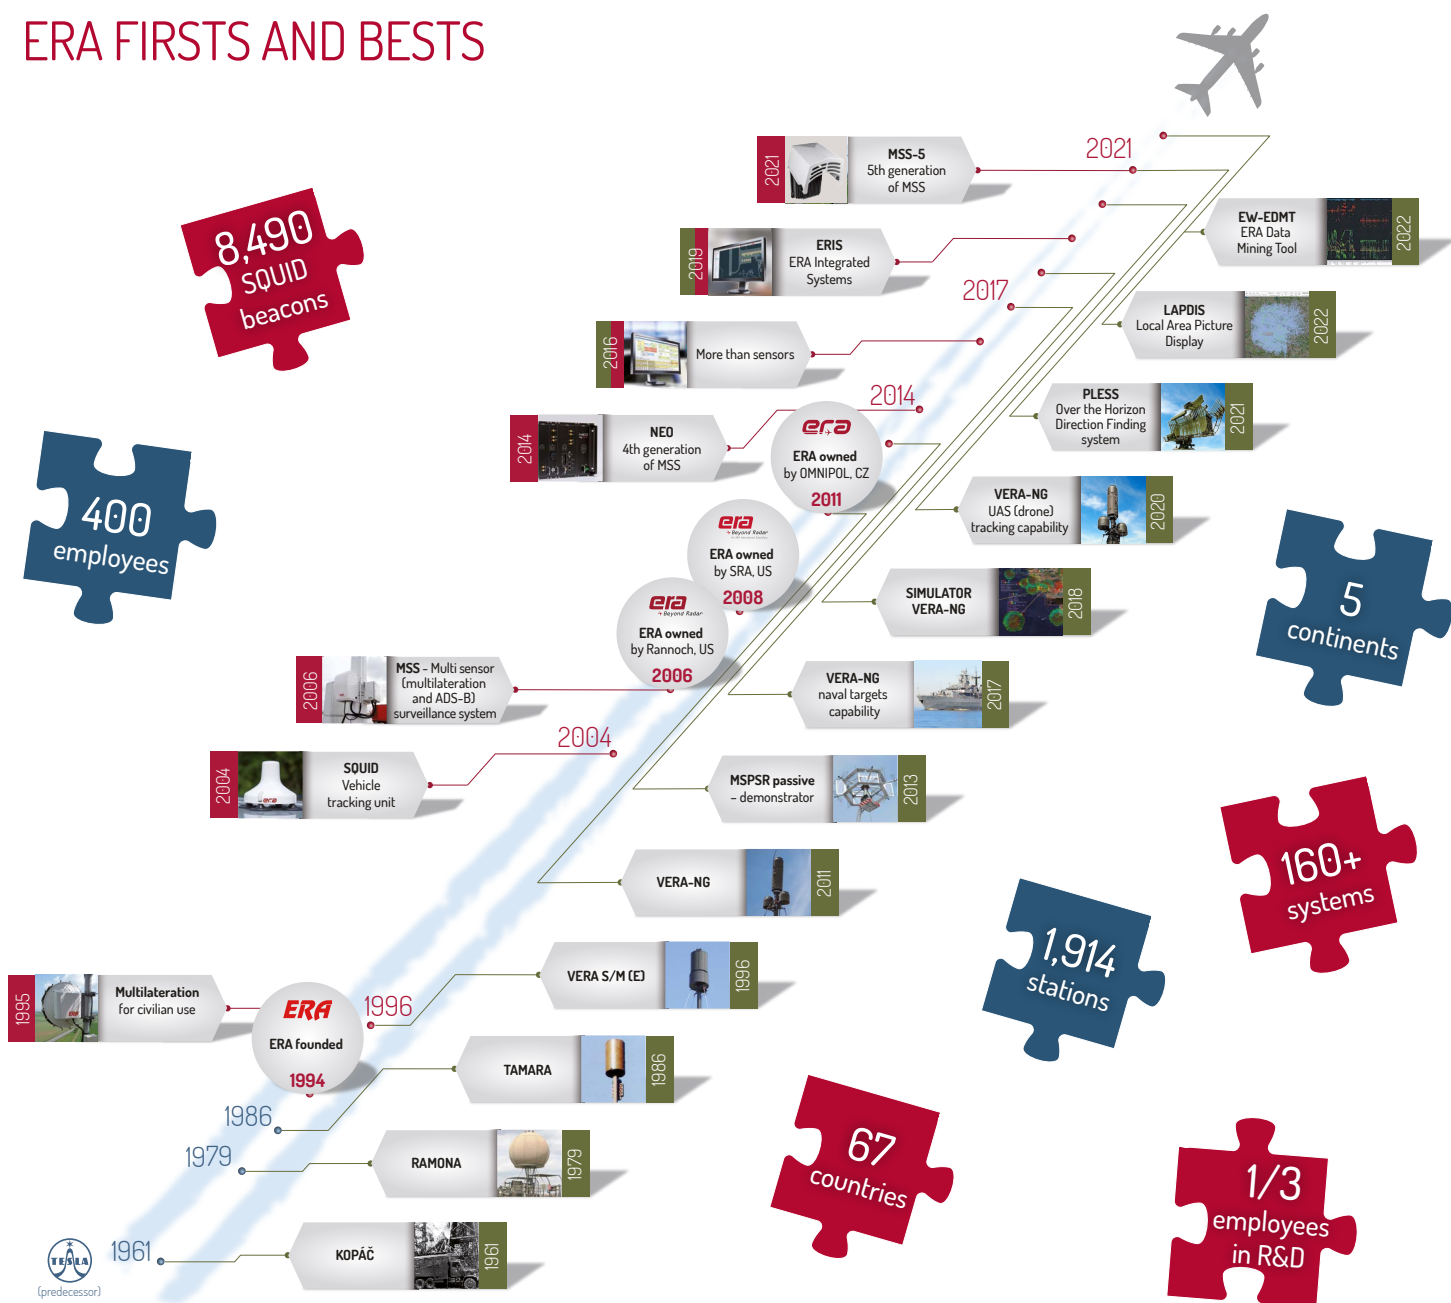 ERA FIRSTS AND BESTS
2021
MSS-5
5th generation
of MSS
2021
8,490
SQUID
beacons
EW-EDMT
ERA Data
Mining Tool
2022
2019
ERIS
ERA Integrated
Systems
2017
LAPDIS
Local Area Picture
Display
2022
2016
More than sensors
2014
PLESS
Over the Horizon
Direction Finding
system
2021
2014
NEO
4th generation
of MSS
era
ERA owned
by OMNIPOL, CZ
2011
400
employees
VERA-NG
UAS (drone)
tracking capability
2020
era
Beyond Radar
ERA owned
by SRA, US
2008
5
continents
SIMULATOR
VERA-NG
2018
era
Beyond Radar
ERA owned
by Rannoch, US
2006
2006
MSS - Multi sensor
(multilateration
and ADS-B)
surveillance system
VERA-NG
naval targets
capability
2017
2004
2004
SQUID
Vehicle
tracking unit
era
MSPSR passive
– demonstrator
2013
160+
systems
VERA-NG
2011
1,914
stations
VERA S/M (E)
1996
1995
Multilateration
for civilian use
ERA
ERA founded
1994
1996
TAMARA
1986
1986
1979
RAMONA
1979
67
countries
1/3
employees
in R&D
TESLA
(predecessor)
1961
KOPÁČ
1961